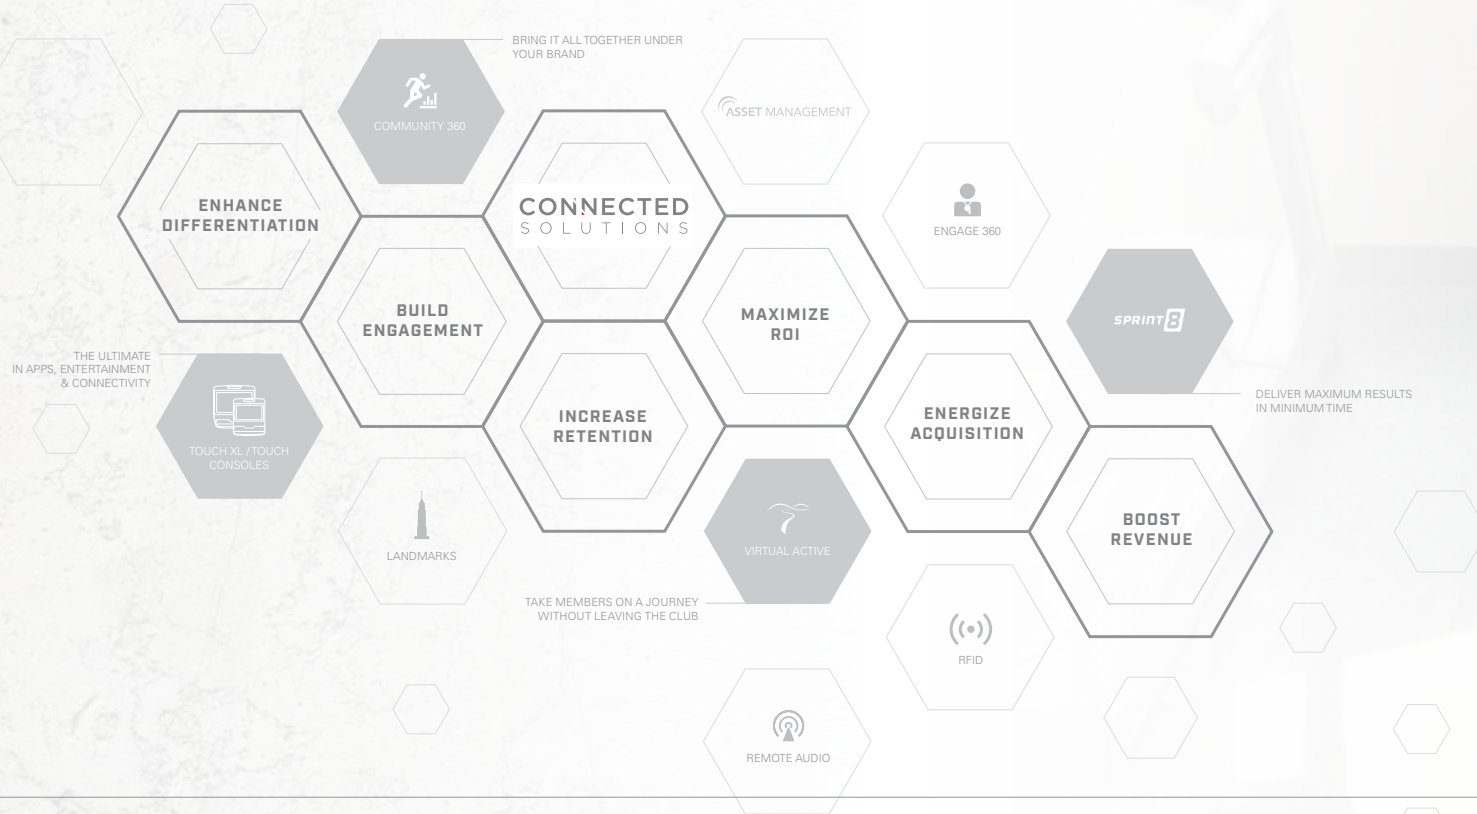 BRING IT ALL TOGETHER UNDER
YOUR BRAND
COMMUNITY 360
ASSET MANAGEMENT
ENHANCE
DIFFERENTIATION
CONNECTED
SOLUTIONS
ENGAGE 360
BUILD
ENGAGEMENT
MAXIMIZE
ROI
SPRINT 8
THE ULTIMATE
IN APPS, ENTERTAINMENT
& CONNECTIVITY
DELIVER MAXIMUM RESULTS
IN MINIMUM TIME
INCREASE
RETENTION
ENERGIZE
ACQUISITION
TOUCH XL / TOUCH
CONSOLES
BOOST
REVENUE
LANDMARKS
VIRTUAL ACTIVE
TAKE MEMBERS ON A JOURNEY
WITHOUT LEAVING THE CLUB
RFID
REMOTE AUDIO